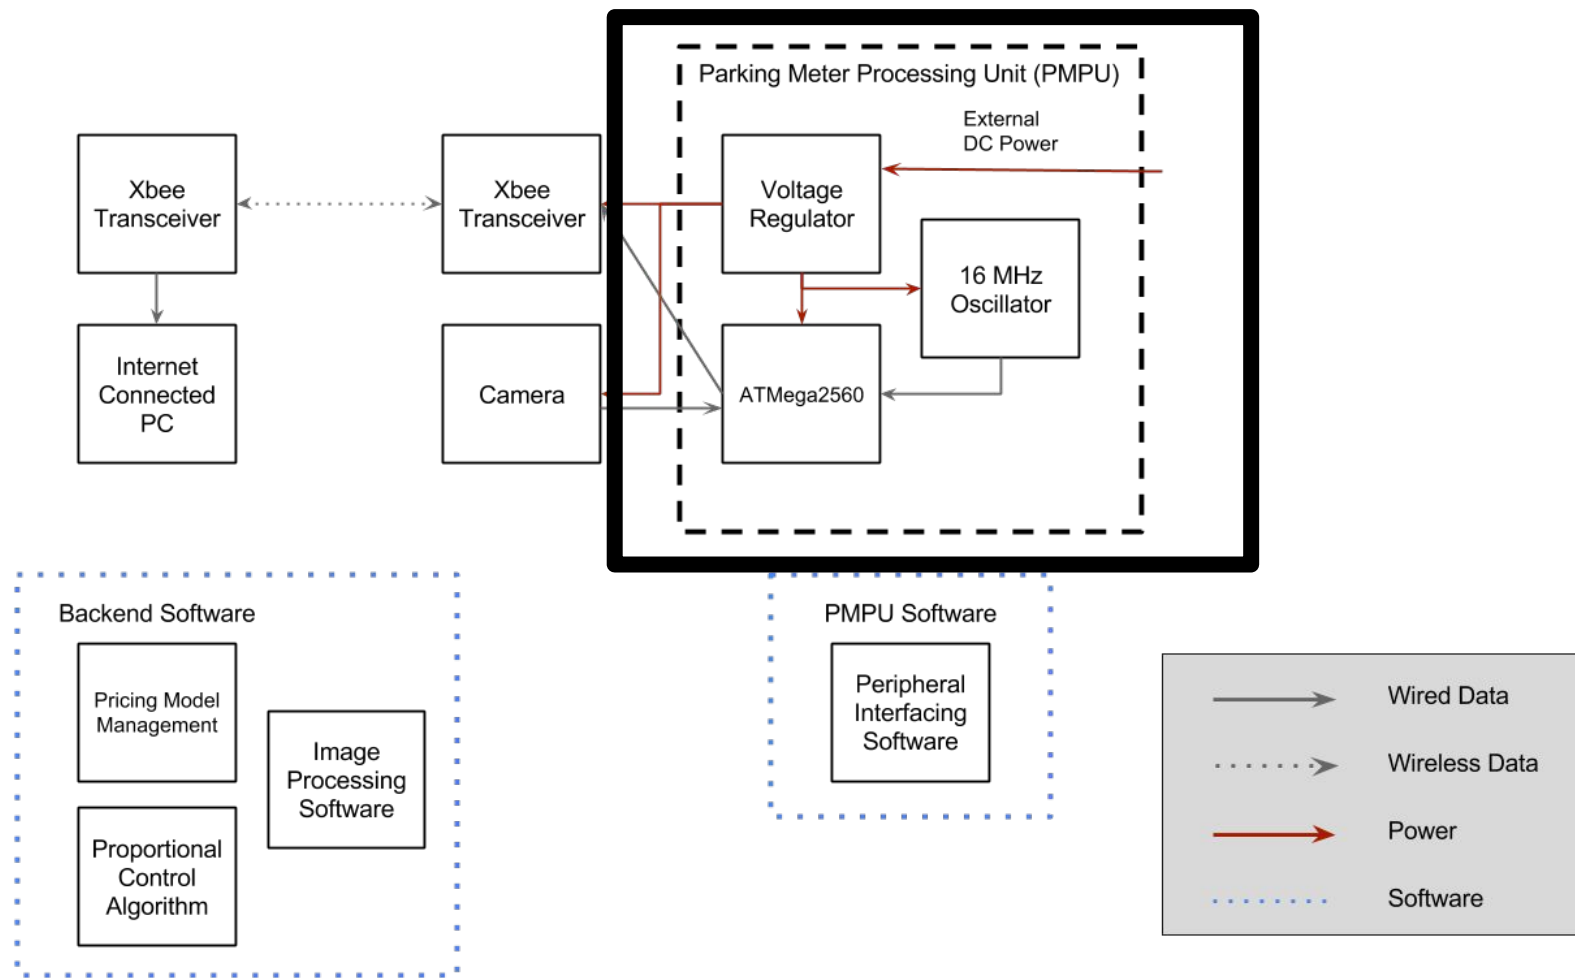 Parking Meter Processing Unit (PMPU)
External
DC Power
Xbee
Transceiver
Xbee
Transceiver
Voltage
Regulator
16 MHz
Oscillator
Internet
Connected
PC
Camera
ATMega2560
Backend Software
Pricing Model
Management
Image
Processing
Software
Proportional
Control
Algorithm
PMPU Software
Peripheral
Interfacing
Software
Wired Data
Wireless Data
Power
Software